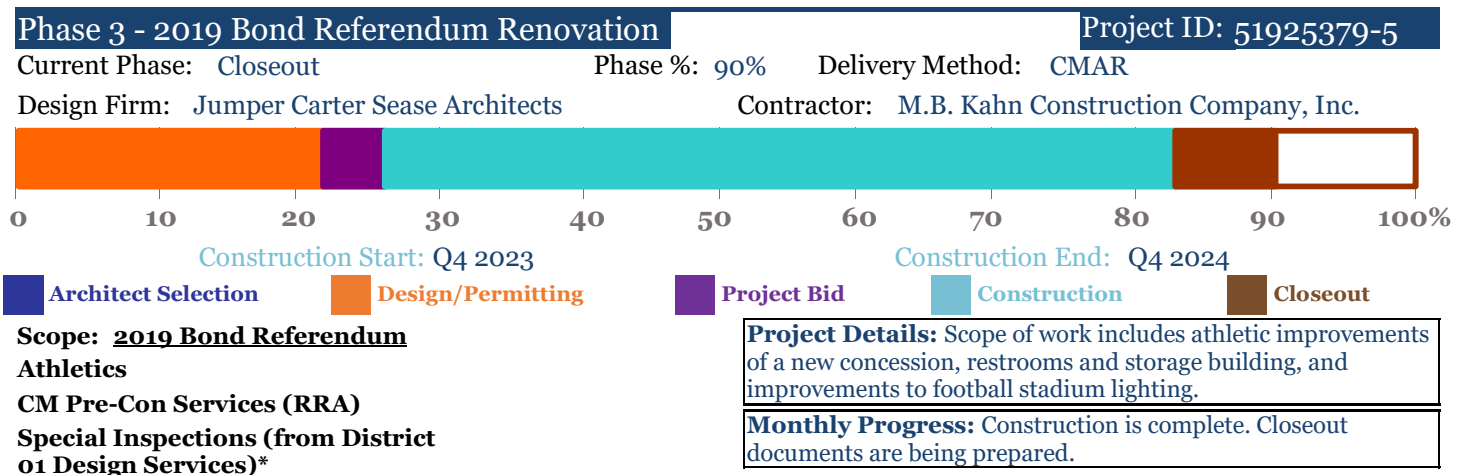 Phase 3 - 2019 Bond Referendum Renovation Project ID: 51925379-5
Current Phase: Closeout Phase %: 90% Delivery Method: CMAR
Design Firm: Jumper Carter Sease Architects Contractor: M.B. Kahn Construction Company, Inc.
0 10 20 30 40 50 60 70 80 90 100%
Construction Start: Q4 2023 Construction End: Q4 2024
Architect Selection Design/Permitting Project Bid Construction Closeout
Scope: 2019 Bond Referendum
Athletics
CM Pre-Con Services (RRA)
Special Inspections (from District
01 Design Services)*
Project Details: Scope of work includes athletic improvements
of a new concession, restrooms and storage building, and
improvements to football stadium lighting.
Monthly Progress: Construction is complete. Closeout
documents are being prepared.